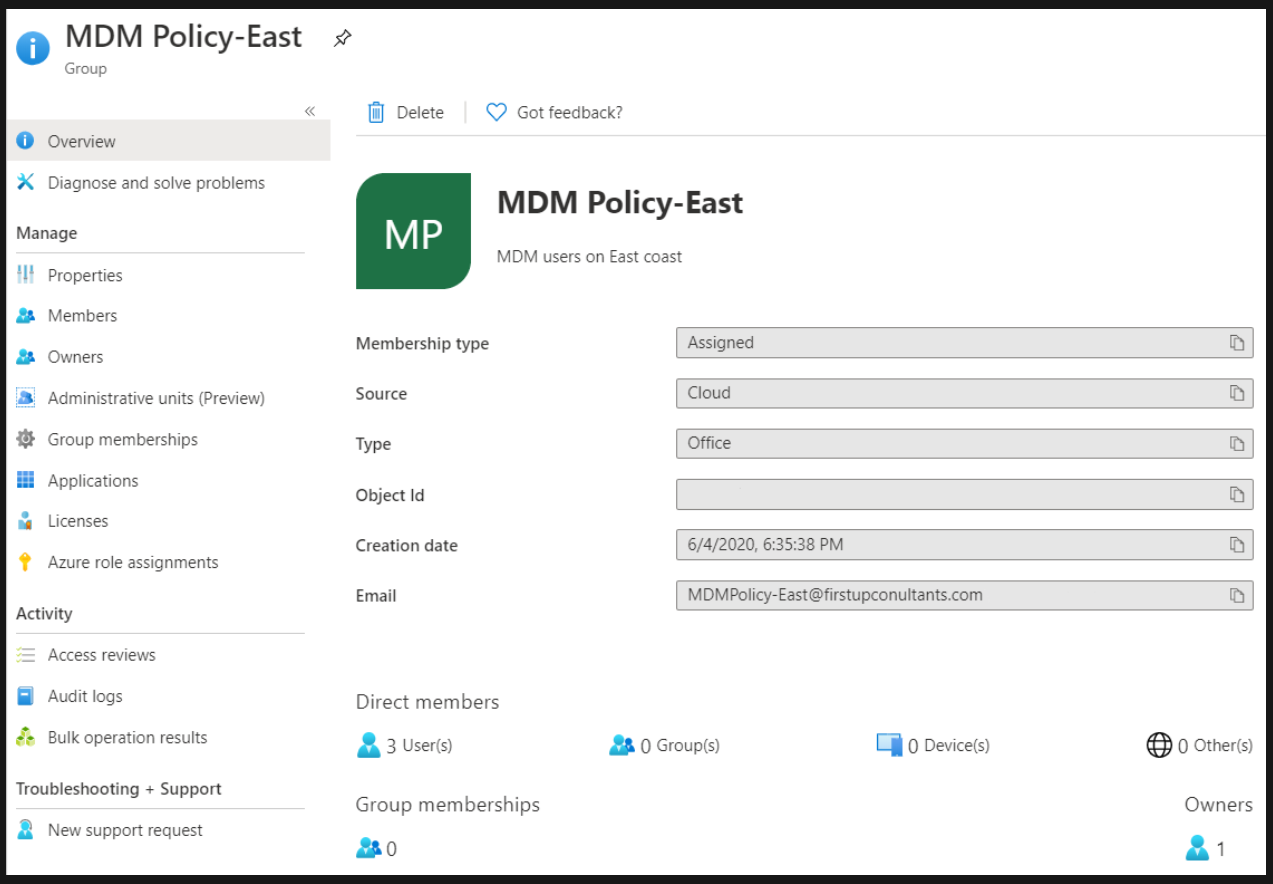 MDM Policy-East
Group
«
Overview
Diagnose and solve problems
Manage
Properties
Members
Owners
Administrative units (Preview)
Group memberships
Applications
Licenses
Azure role assignments
Activity
Access reviews
Audit logs
Bulk operation results
Troubleshooting + Support
New support request
Delete
Got feedback?
MP
MDM Policy-East
MDM users on East coast
Membership type Assigned
Source Cloud
Type Office
Object Id
Creation date 6/4/2020, 6:35:38 PM
Email MDMPolicy-East@firstupconultants.com
Direct members
3 User(s) 0 Group(s) 0 Device(s) 0 Other(s)
Group memberships Owners
0 1